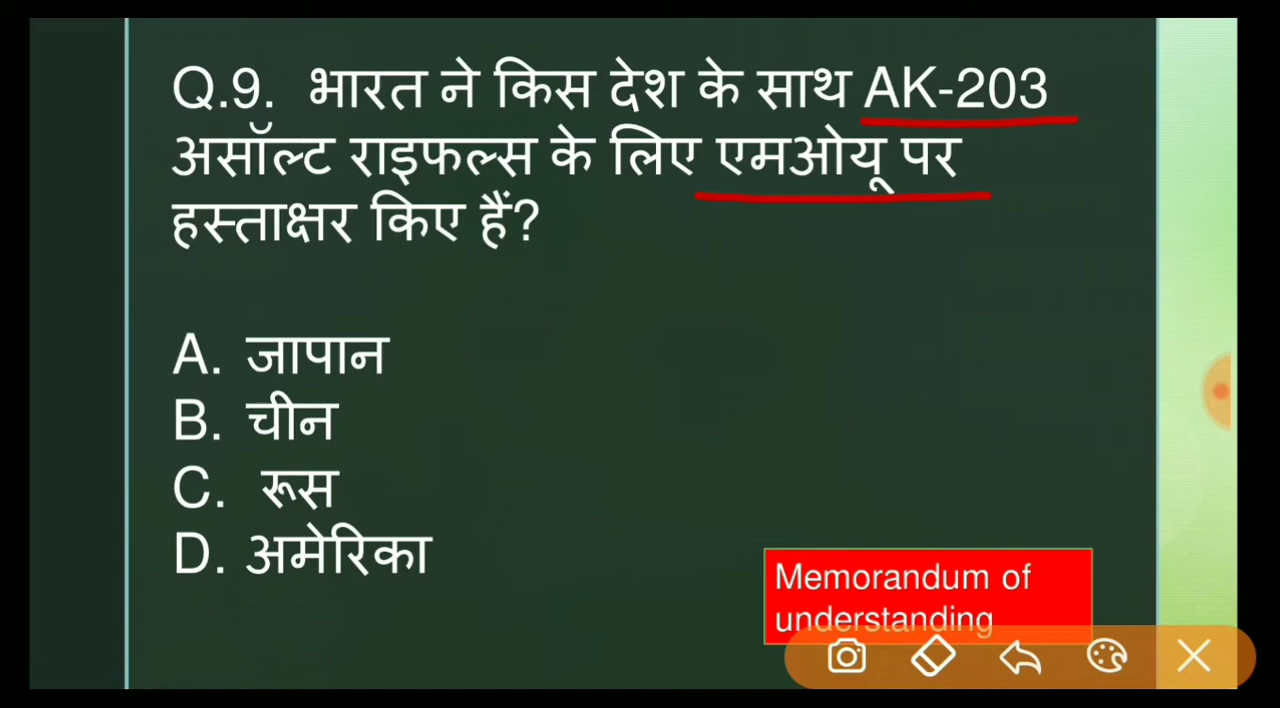 Q.9. भारत ने किस देश के साथ AK-203
असॉल्ट राइफल्स के लिए एमओयू पर
हस्ताक्षर किए हैं?
A. जापान
B. चीन
C. रूस
D. अमेरिका
Memorandum of
understanding